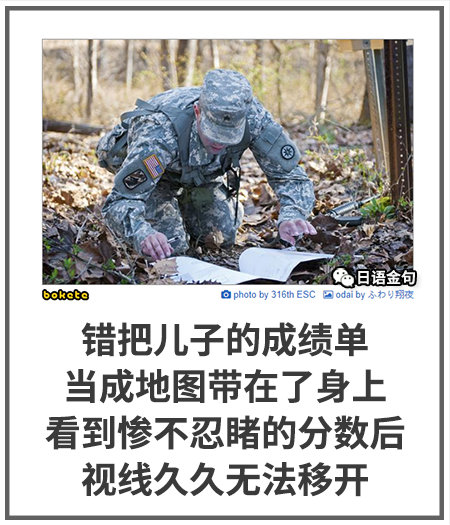 日语金句
bokete
photo by 316th ESC odai by ふわり翔夜
错把儿子的成绩单
当成地图带在了身上
看到惨不忍睹的分数后
视线久久无法移开